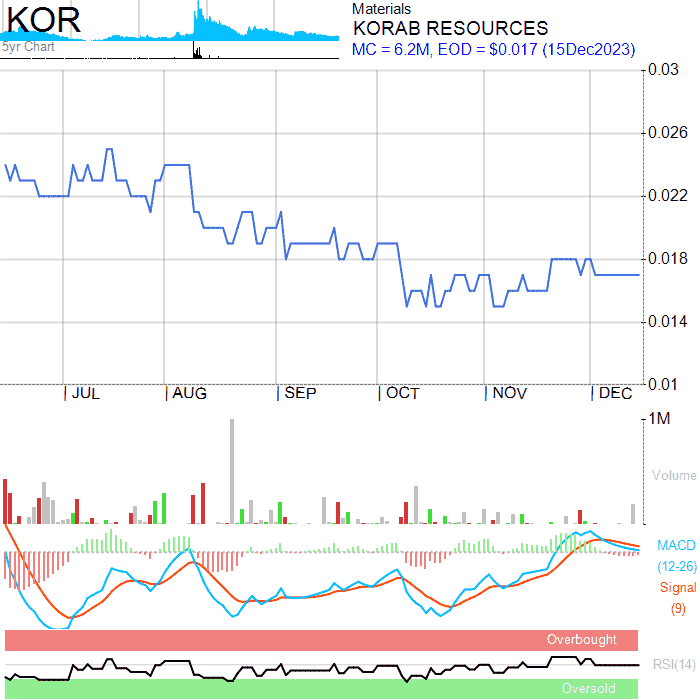 KOR
5yr Chart
Materials
KORAB RESOURCES
MC = 6.2M, EOD = $0.017 (15Dec2023)
0.03
0.026
0.022
0.018
0.014
0.01
JUL AUG SEP OCT NOV DEC
1M
Volume
MACD
(12-26)
Signal
(9)
Overbought
RSI(14)
Oversold